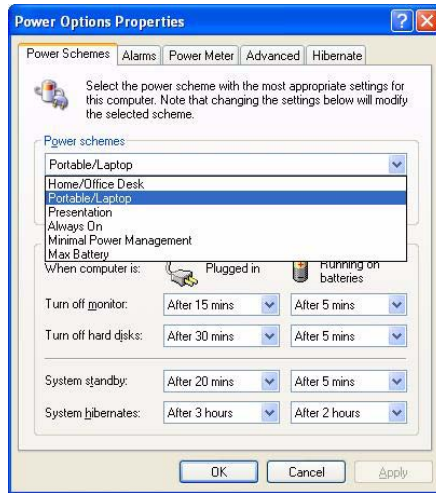 Power Options Properties
Power Schemes Alarms Power Meter Advanced Hibernate
Select the power scheme with the most appropriate settings for
this computer. Note that changing the settings below will modify
the selected scheme.
Power schemes
Portable/Laptop
Home/Office Desk
Portable/Laptop
Presentation
Always On
Minimal Power Management
Max Battery
When computer is: Plugged in Running on
batteries
Turn off monitor: After 15 mins After 5 mins
Turn off hard disks: After 30 mins After 5 mins
System standby: After 20 mins After 5 mins
System hibernates: After 3 hours After 2 hours
OK Cancel Apply